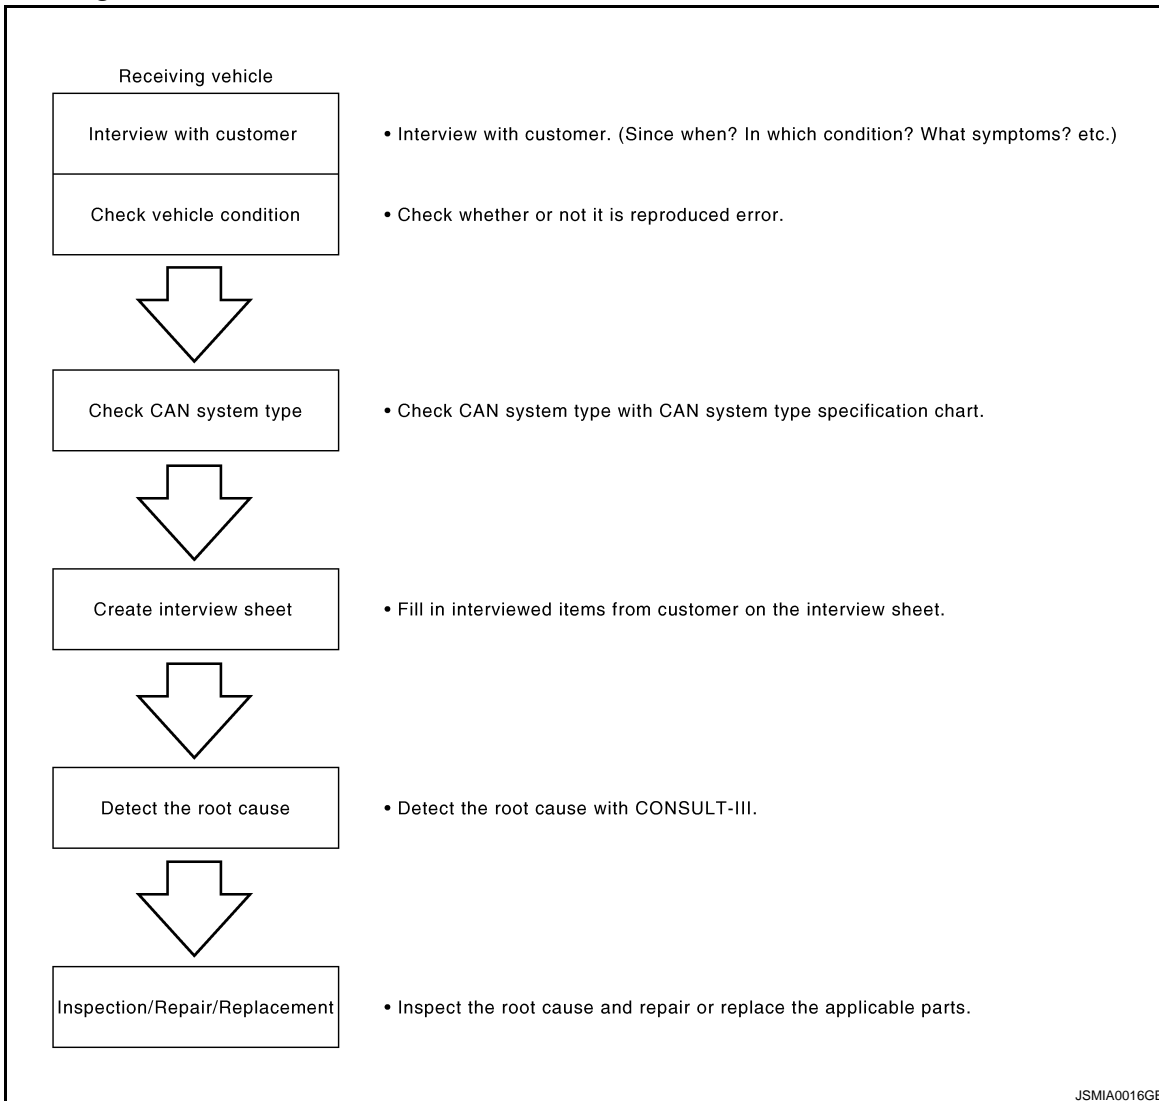 Receiving vehicle
Interview with customer
• Interview with customer. (Since when? In which condition? What symptoms? etc.)
Check vehicle condition
• Check whether or not it is reproduced error.
Check CAN system type
• Check CAN system type with CAN system type specification chart.
Create interview sheet
• Fill in interviewed items from customer on the interview sheet.
Detect the root cause
• Detect the root cause with CONSULT-III.
Inspection/Repair/Replacement
• Inspect the root cause and repair or replace the applicable parts.
JSMIA0016GB